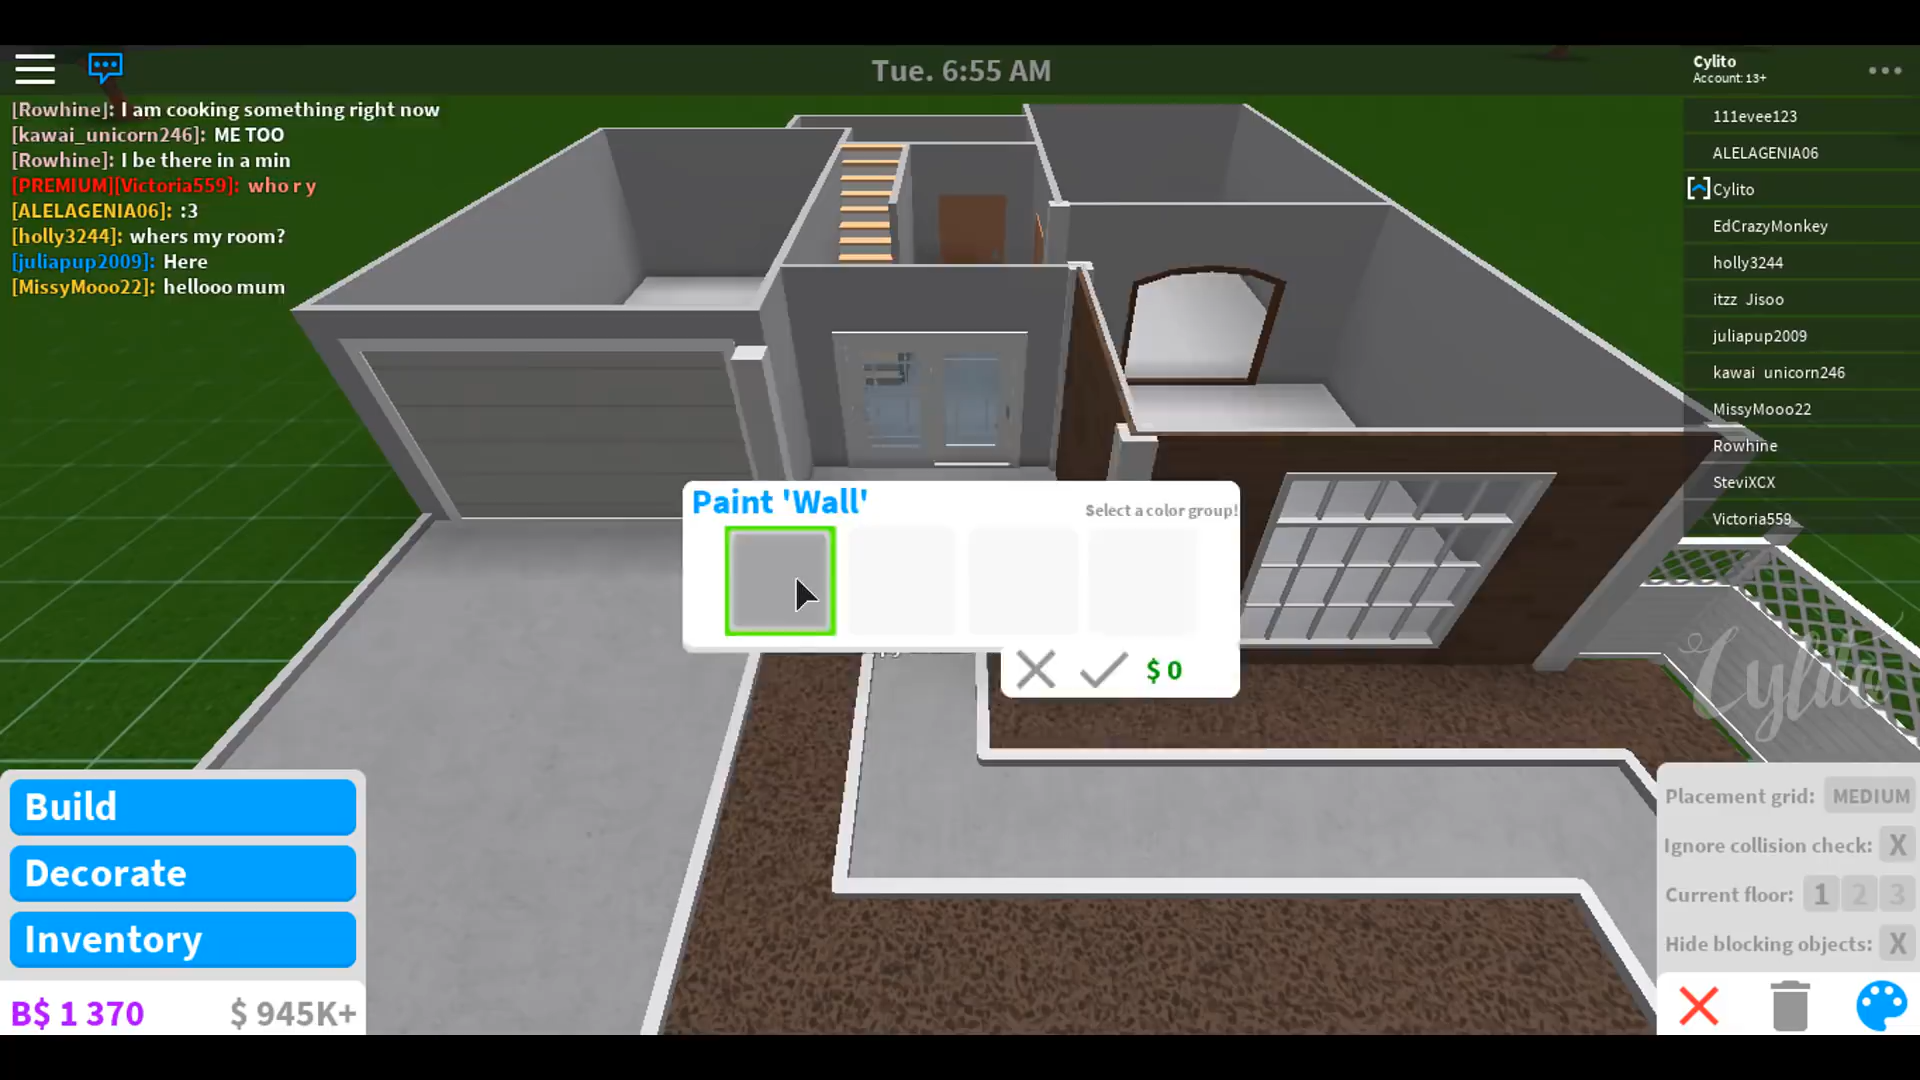 Tue. 6:55 AM
Cylito
Account: 13+
[Rowhine]: I am cooking something right now
[kawai_unicorn246]: ME TOO
[Rowhine]: I be there in a min
[PREMIUM][Victoria559]: who r y
[ALELAGENIA06]: :3
[holly3244]: whers my room?
[juliapup2009]: Here
[MissyMooo22]: hellooo mum
111evee123
ALELAGENIA06
Cylito
EdCrazyMonkey
holly3244
itzz Jisoo
juliapup2009
kawai unicorn246
MissyMooo22
Rowhine
SteviXCX
Victoria559
Paint 'Wall'
Select a color group!
$ 0
Cylito
Build
Decorate
Inventory
B$ 1 370
$ 945K+
Placement grid: MEDIUM
Ignore collision check: X
Current floor: 1 2 3
Hide blocking objects: X